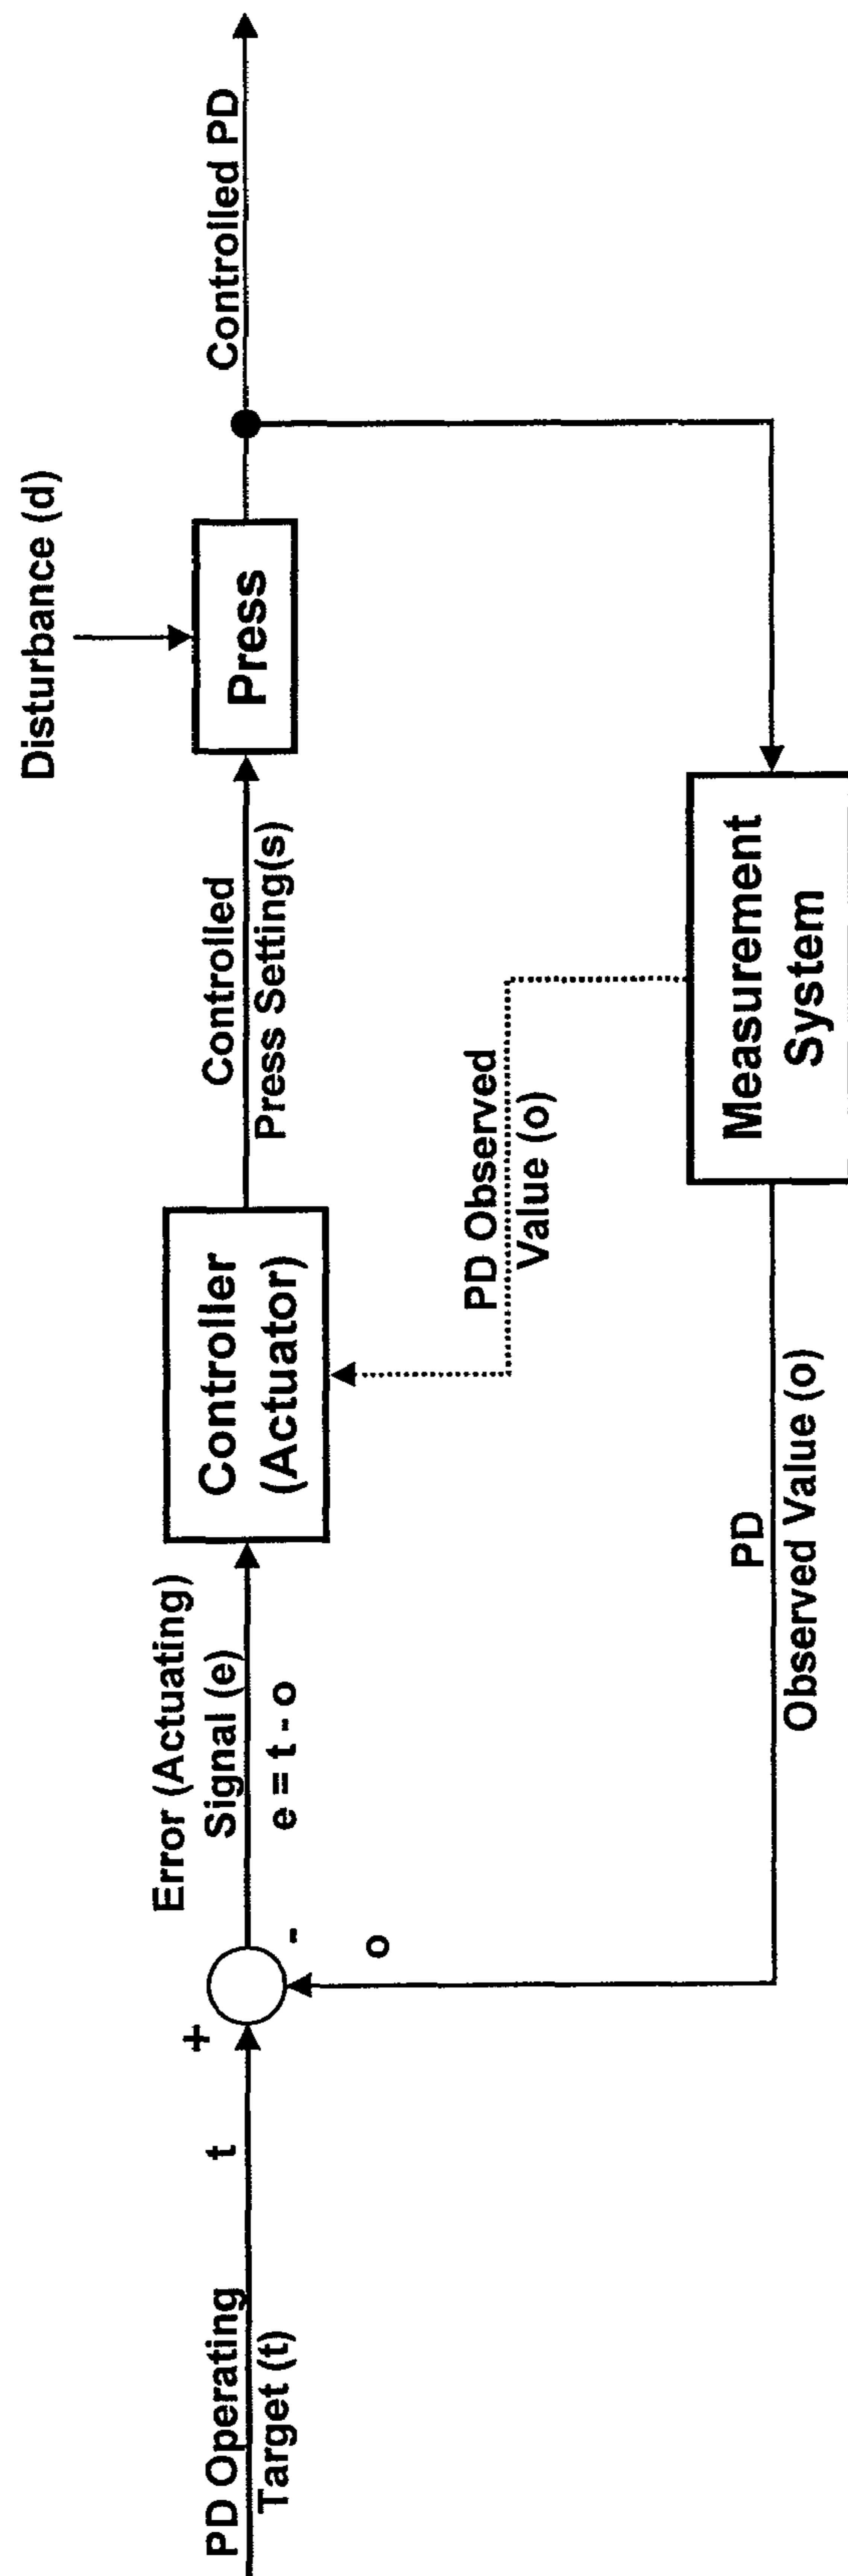 PD Operating
Target (t)
t
+
-
o
Error (Actuating)
Signal (e)
e = t - o
Controller
(Actuator)
Controlled
Press Setting(s)
Disturbance (d)
Press
Controlled PD
PD Observed
Value (o)
Measurement
System
PD
Observed Value (o)